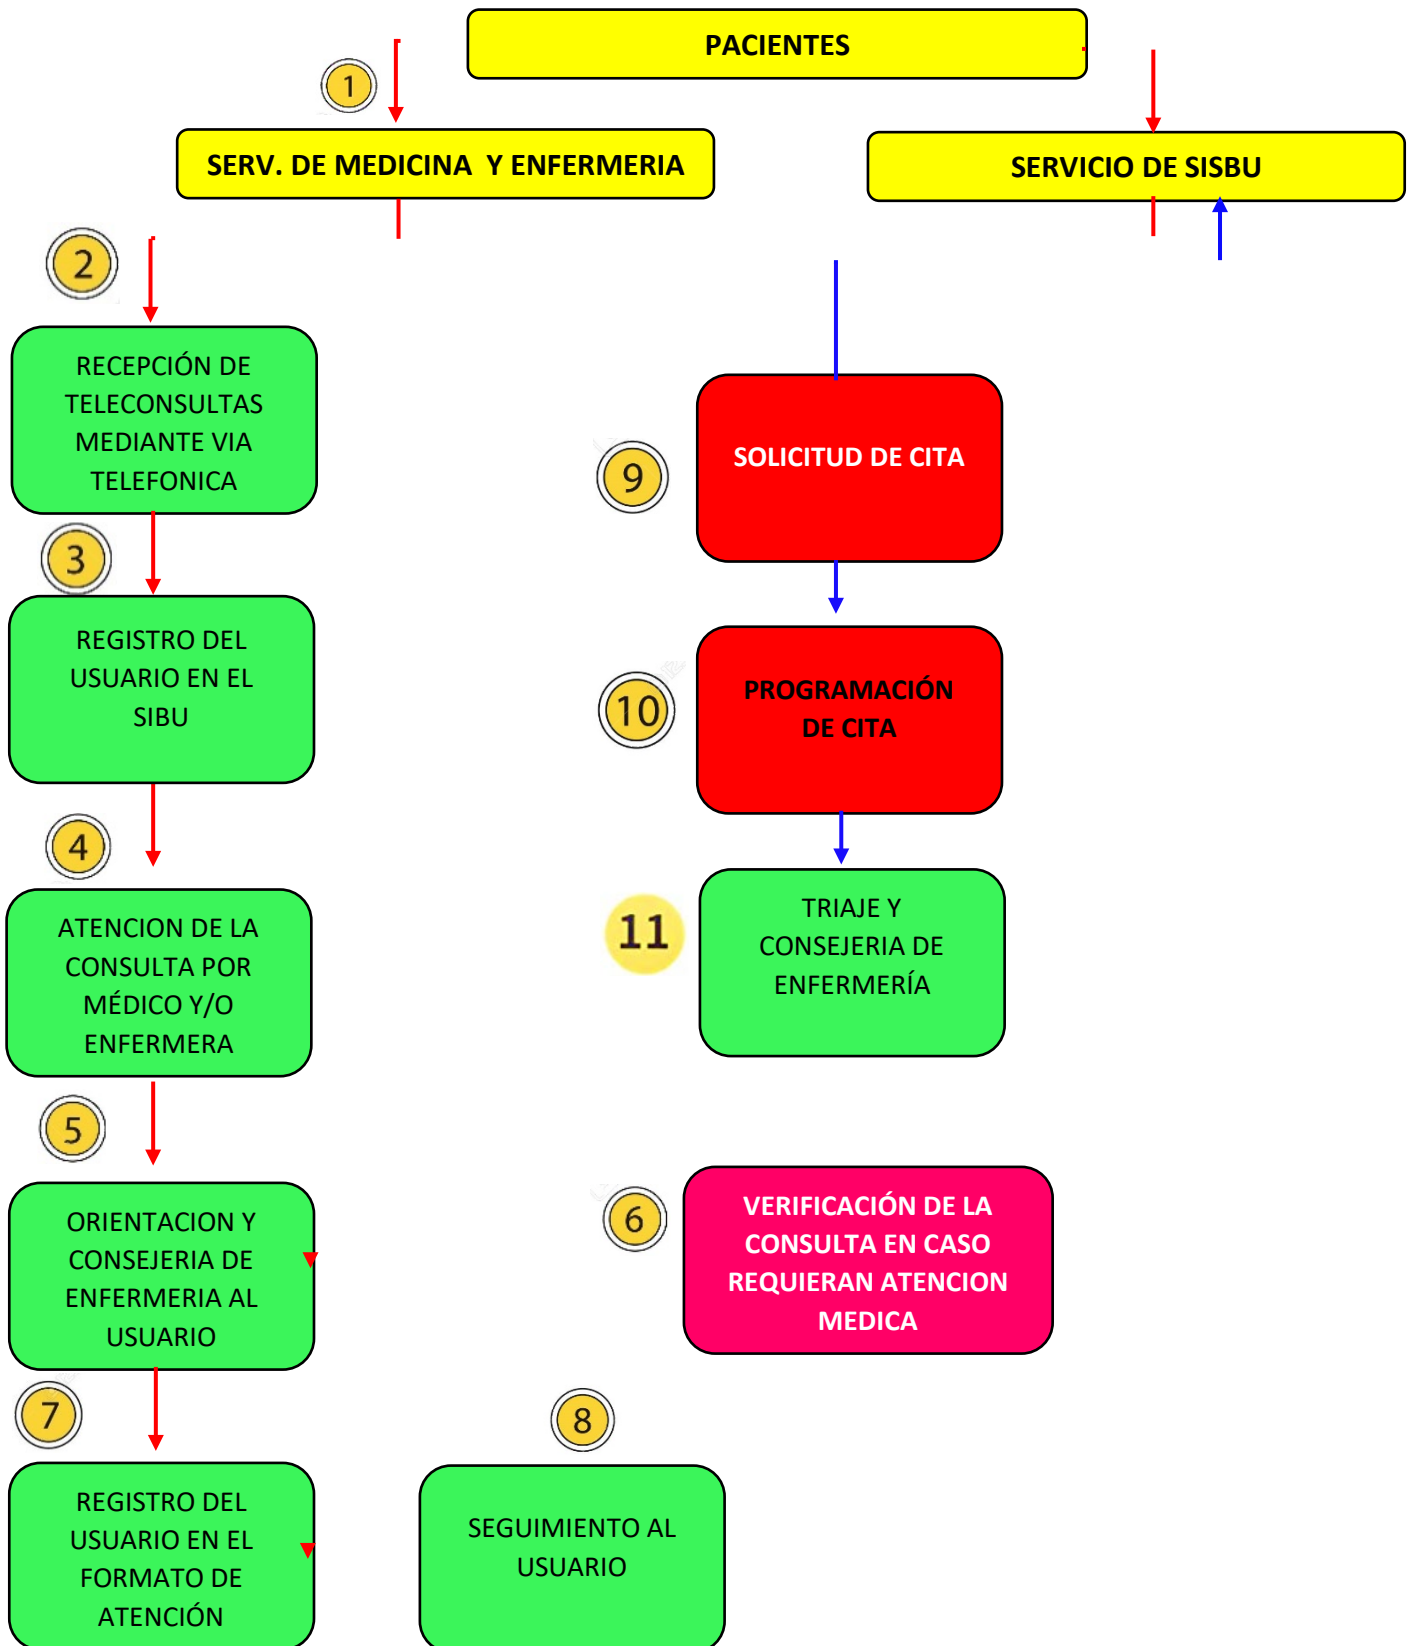 PACIENTES
1
SERV. DE MEDICINA Y ENFERMERIA
SERVICIO DE SISBU
2
RECEPCIÓN DE
TELECONSULTAS
MEDIANTE VIA
TELEFONICA
3
REGISTRO DEL
USUARIO EN EL
SIBU
4
ATENCION DE LA
CONSULTA POR
MÉDICO Y/O
ENFERMERA
5
ORIENTACION Y
CONSEJERIA DE
ENFERMERIA AL
USUARIO
6
VERIFICACIÓN DE LA
CONSULTA EN CASO
REQUIERAN ATENCION
MEDICA
7
REGISTRO DEL
USUARIO EN EL
FORMATO DE
ATENCIÓN
8
SEGUIMIENTO AL
USUARIO
9
SOLICITUD DE CITA
10
PROGRAMACIÓN
DE CITA
11
TRIAJE Y
CONSEJERIA DE
ENFERMERÍA